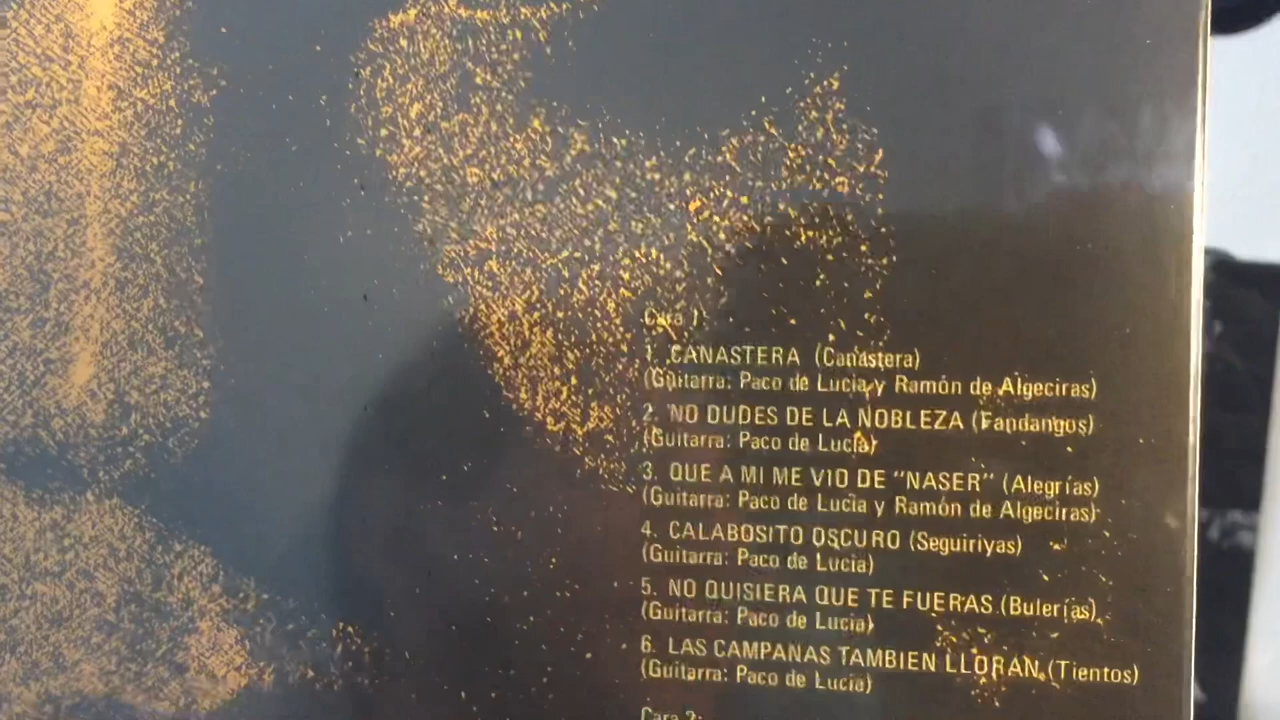 Cara 1:
1. CANASTERA (Canastera)
(Guitarra: Paco de Lucía y Ramón de Algeciras)
2. NO DUDES DE LA NOBLEZA (Fandangos)
(Guitarra: Paco de Lucía)
3. QUE A MI ME VIO DE "NASER" (Alegrías)
(Guitarra: Paco de Lucía y Ramón de Algeciras)
4. CALABOSITO OSCURO (Seguiriyas)
(Guitarra: Paco de Lucía)
5. NO QUISIERA QUE TE FUERAS (Bulerías)
(Guitarra: Paco de Lucía)
6. LAS CAMPANAS TAMBIEN LLORAN (Tientos)
(Guitarra: Paco de Lucía)
Cara 2: